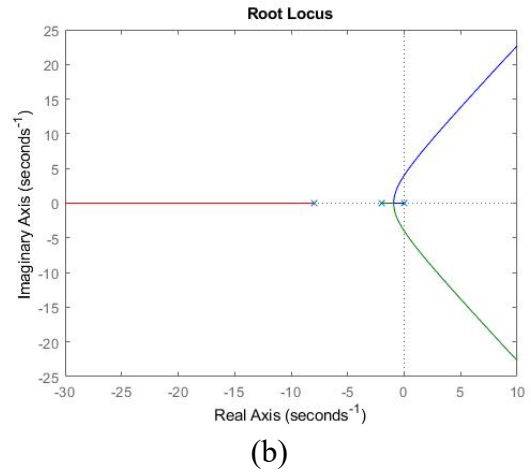 Root Locus
25
20
15
10
5
0
-5
-10
-15
-20
-25
Imaginary Axis (seconds⁻¹)
-30 -25 -20 -15 -10 -5 0 5 10
Real Axis (seconds⁻¹)
(b)